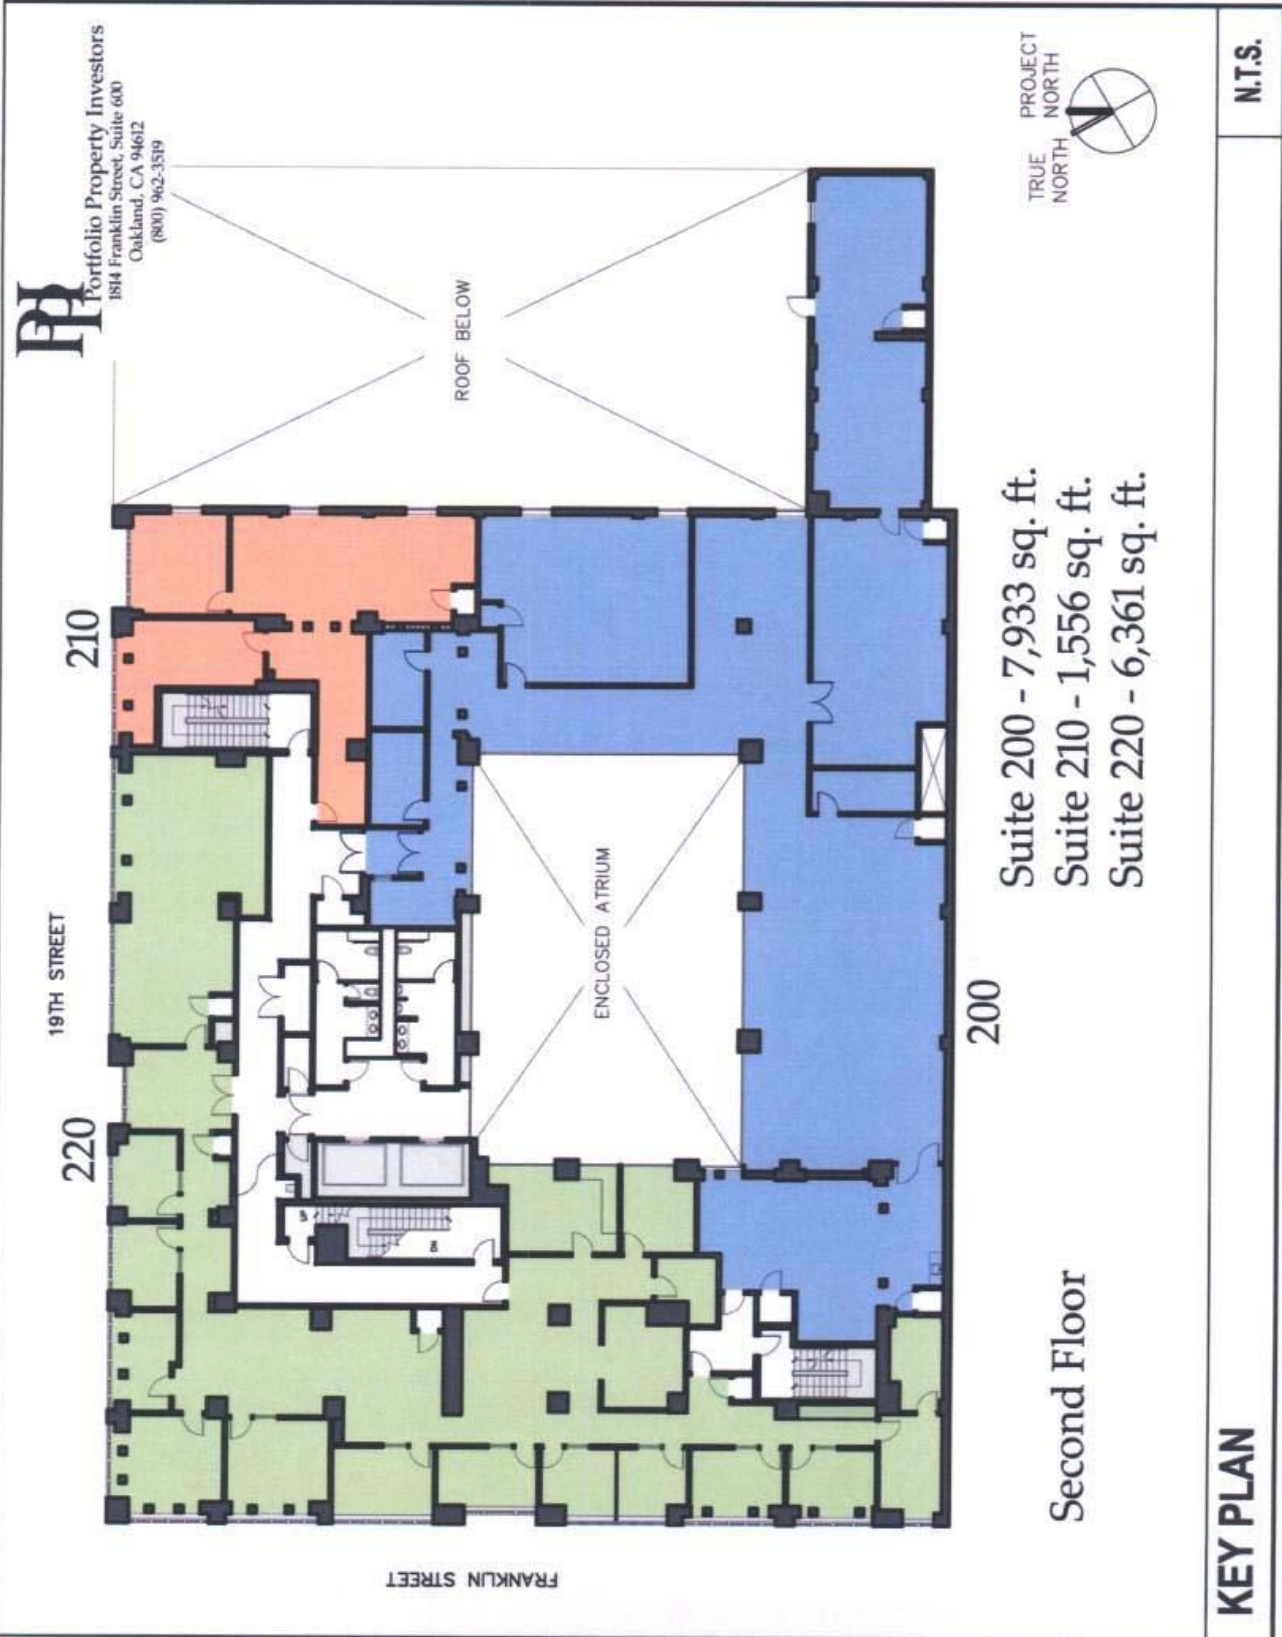 PPI
Portfolio Property Investors
1814 Franklin Street, Suite 600
Oakland, CA 94612
(800) 962-3519
19TH STREET
220
210
ROOF BELOW
ENCLOSED ATRIUM
FRANKLIN STREET
200
TRUE
NORTH
PROJECT
NORTH
Second Floor
Suite 200 - 7,933 sq. ft.
Suite 210 - 1,556 sq. ft.
Suite 220 - 6,361 sq. ft.
KEY PLAN
N.T.S.